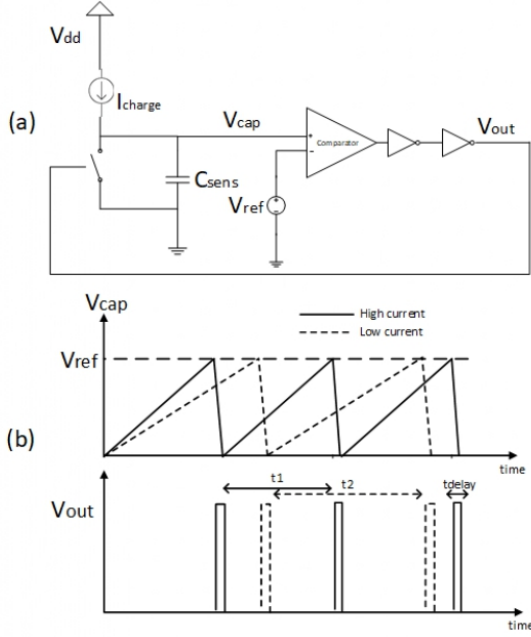 Vdd
(a)
Icharge
Vcap
Comparator
+
-
Vout
Csens
Vref
Vcap
High current
Low current
Vref
(b)
time
t1
t2
tdelay
Vout
time